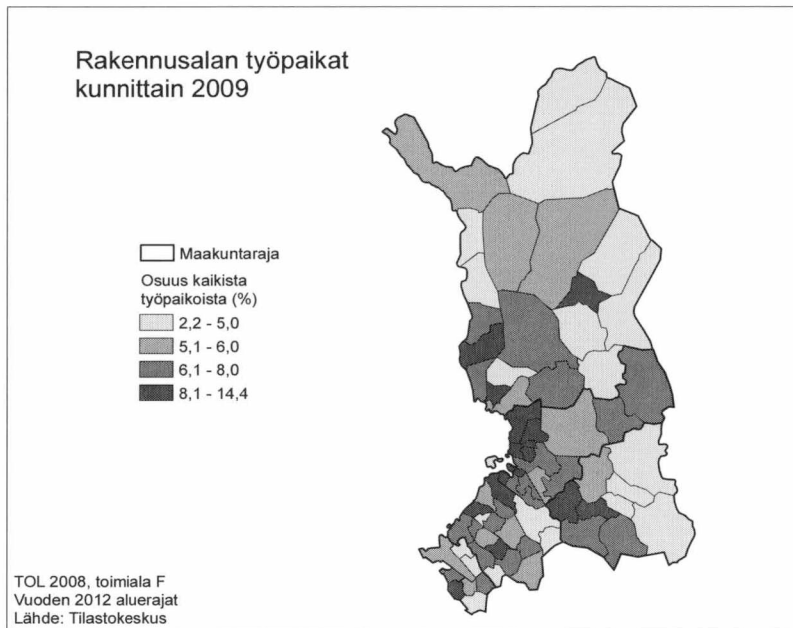 Rakennusalan työpaikat
kunnittain 2009
Maakuntaraja
Osuus kaikista
työpaikoista (%)
2,2 - 5,0
5,1 - 6,0
6,1 - 8,0
8,1 - 14,4
TOL 2008, toimiala F
Vuoden 2012 aluerajat
Lähde: Tilastokeskus